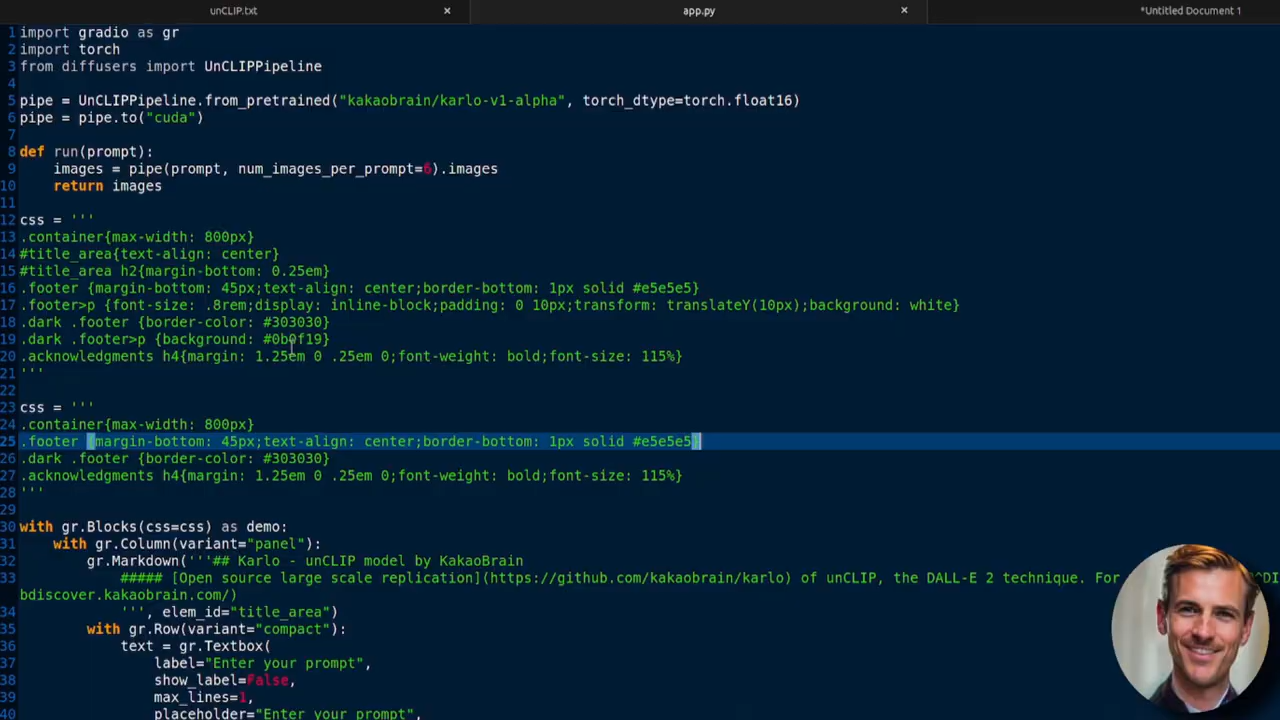 unCLIP.txt × app.py × *Untitled Document 1
1 import gradio as gr
2 import torch
3 from diffusers import UnCLIPPipeline
4
5 pipe = UnCLIPPipeline.from_pretrained("kakaobrain/karlo-v1-alpha", torch_dtype=torch.float16)
6 pipe = pipe.to("cuda")
7
8 def run(prompt):
9 images = pipe(prompt, num_images_per_prompt=6).images
10 return images
11
12 css = '''
13 .container{max-width: 800px}
14 #title_area{text-align: center}
15 #title_area h2{margin-bottom: 0.25em}
16 .footer {margin-bottom: 45px;text-align: center;border-bottom: 1px solid #e5e5e5}
17 .footer>p {font-size: .8rem;display: inline-block;padding: 0 10px;transform: translateY(10px);background: white}
18 .dark .footer {border-color: #303030}
19 .dark .footer>p {background: #0b0f19}
20 .acknowledgments h4{margin: 1.25em 0 .25em 0;font-weight: bold;font-size: 115%}
21 '''
22
23 css = '''
24 .container{max-width: 800px}
25 .footer {margin-bottom: 45px;text-align: center;border-bottom: 1px solid #e5e5e5}
26 .dark .footer {border-color: #303030}
27 .acknowledgments h4{margin: 1.25em 0 .25em 0;font-weight: bold;font-size: 115%}
28 '''
29
30 with gr.Blocks(css=css) as demo:
31 with gr.Column(variant="panel"):
32 gr.Markdown('''## Karlo - unCLIP model by KakaoBrain
33 ##### [Open source large scale replication](https://github.com/kakaobrain/karlo) of unCLIP, the DALL-E 2 technique. For
bdiscover.kakaobrain.com/)
34 ''', elem_id="title_area")
35 with gr.Row(variant="compact"):
36 text = gr.Textbox(
37 label="Enter your prompt",
38 show_label=False,
39 max_lines=1,
40 placeholder="Enter your prompt",